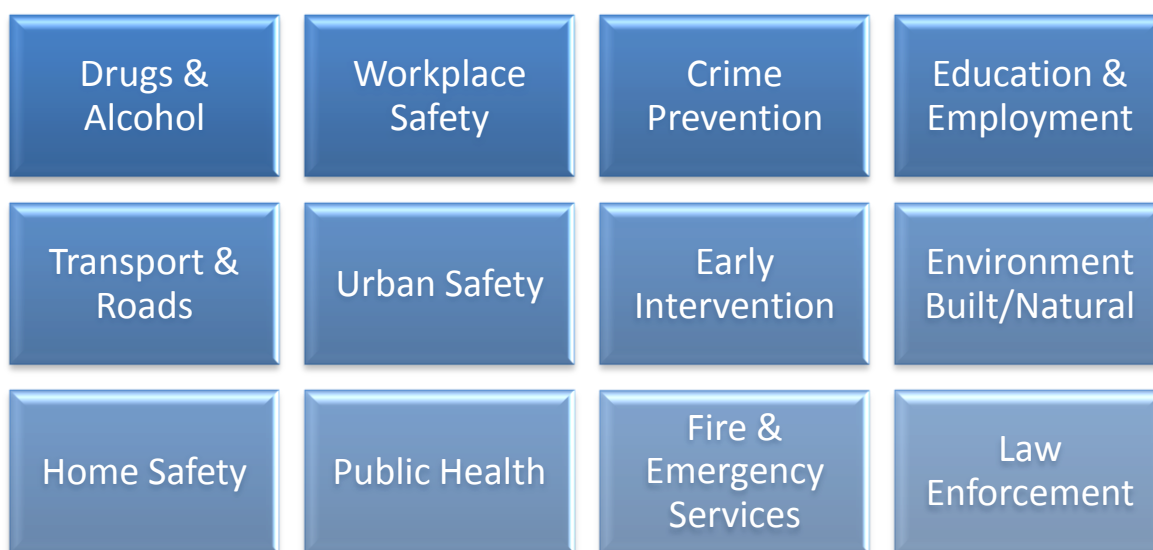 Drugs &
Alcohol
Workplace
Safety
Crime
Prevention
Education &
Employment
Transport &
Roads
Urban Safety
Early
Intervention
Environment
Built/Natural
Home Safety
Public Health
Fire &
Emergency
Services
Law
Enforcement